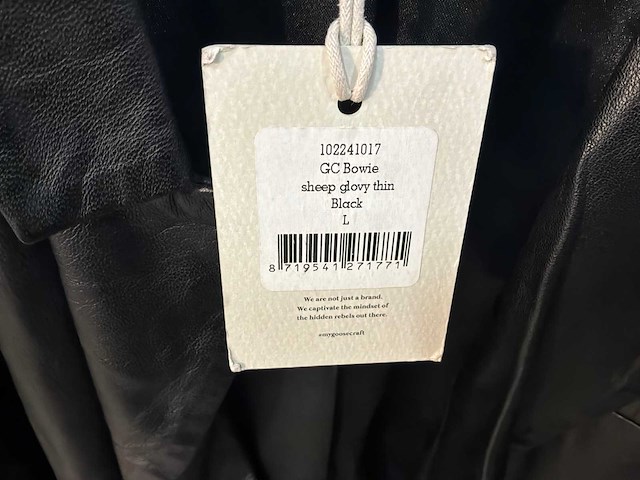 102241017
GC Bowie
sheep glovy thin
Black
L
8 719541 271771
We are not just a brand.
We captivate the mindset of
the hidden rebels out there.
#mygoosecraft